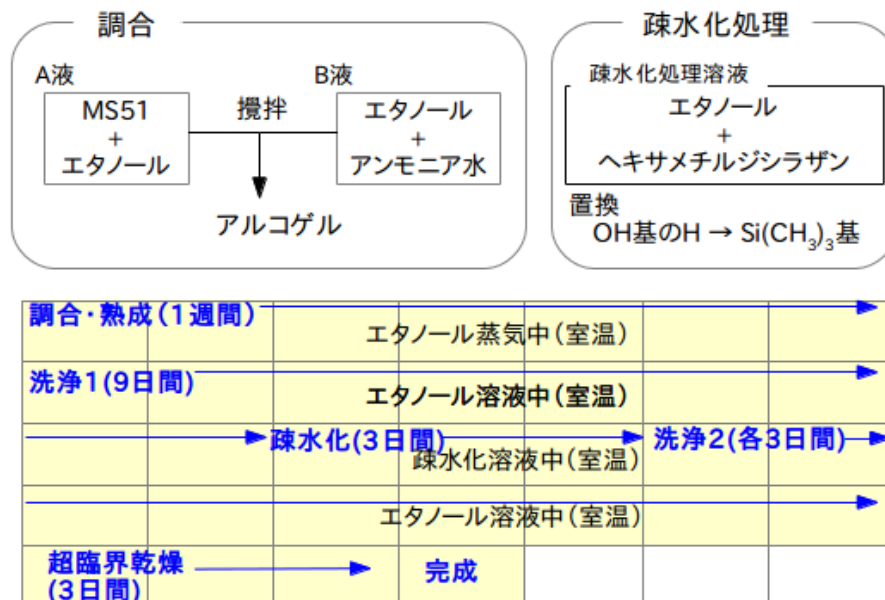 調合
A液
MS51
+
エタノール
攪拌
B液
エタノール
+
アンモニア水
アルコゲル
疎水化処理
疎水化処理溶液
エタノール
+
ヘキサメチルジシラザン
置換
OH基のH → Si(CH₃)₃基
調合・熟成(1週間)
エタノール蒸気中(室温)
洗浄1(9日間)
エタノール溶液中(室温)
疎水化(3日間)
洗浄2(各3日間)
疎水化溶液中(室温)
エタノール溶液中(室温)
超臨界乾燥
(3日間)
完成